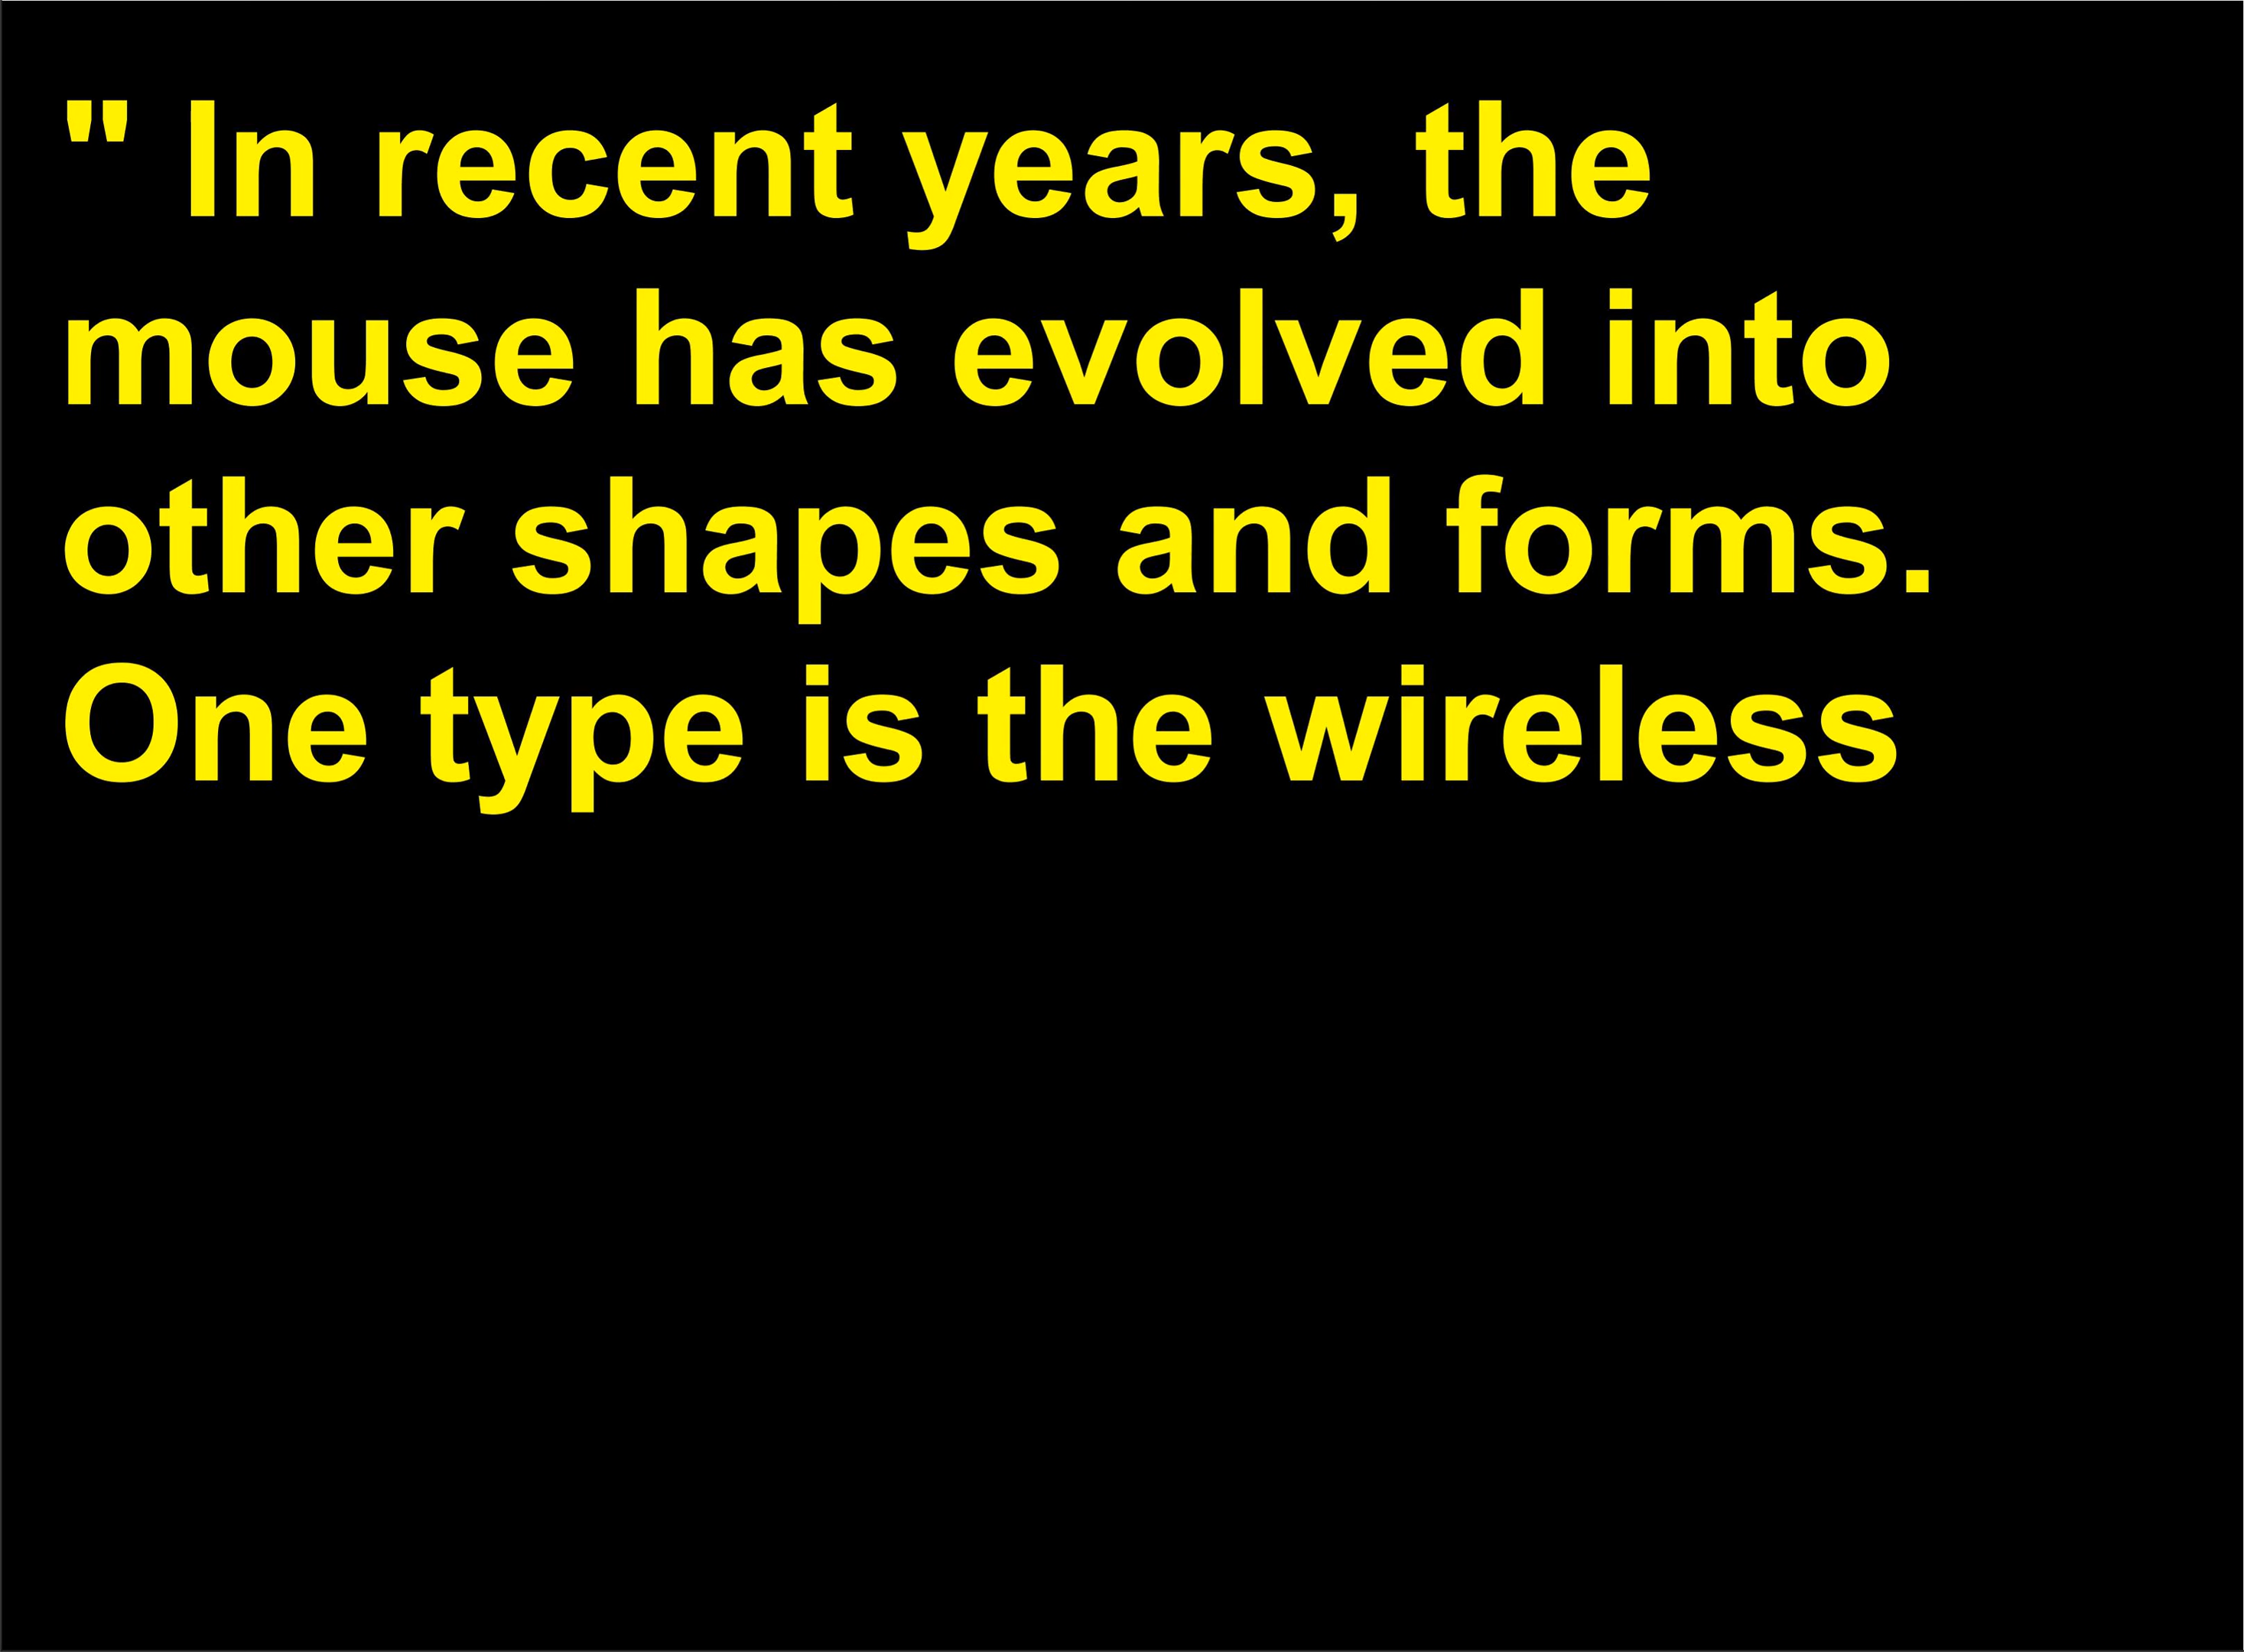 " In recent years, the
mouse has evolved into
other shapes and forms.
One type is the wireless